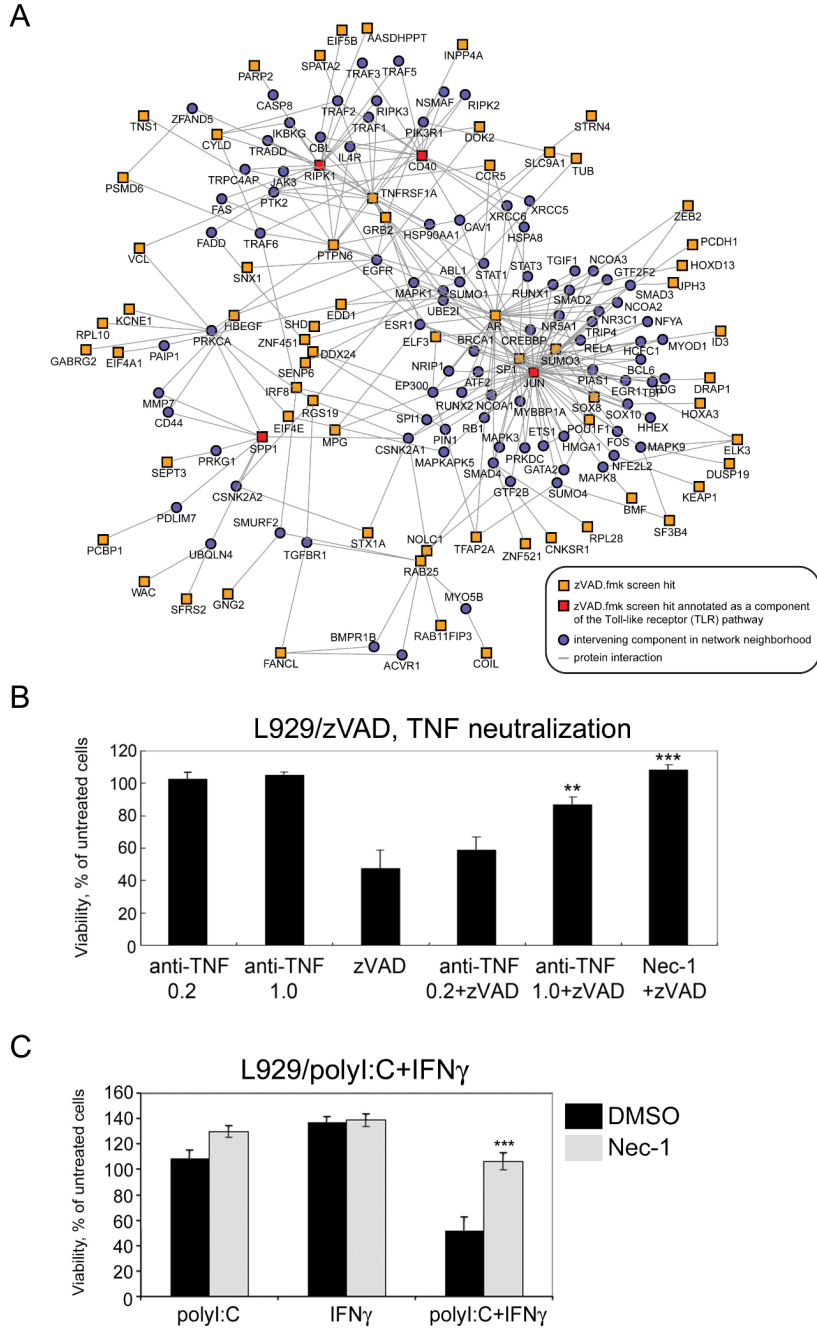 A
EIF5B
AASDHPPT
SPATA2
TRAF3
TRAF5
INPP4A
PARP2
CASP8
TRAF2
RIPK3
NSMAF
RIPK2
ZFAND5
TNS1
IKBKG
CBL
TRAF1
PIK3R1
DOK2
STRN4
CYLD
TRADD
IL4R
CD40
SLC9A1
TUB
TRPC4AP
JAK3
RIPK1
CCR5
PSMD6
PTK2
TNFRSF1A
FAS
GRB2
HSP90AA1
CAV1
XRCC6
XRCC5
HSPA8
ZEB2
FADD
TRAF6
PTPN6
VCL
SNX1
EGFR
ABL1
STAT1
STAT3
TGIF1
NCOA3
GTF2F2
PCDH1
HOXD13
JPH3
MAPK1
SUMO1
UBE2I
RUNX1
SMAD2
SMAD3
NCOA2
KCNE1
RPL10
HBEGF
EDD1
SHD
ESR1
AR
CREBBP
NR5A1
NR3C1
NFYA
PRKCA
ZNF451
ELF3
BRCA1
TRIP4
RELA
HCFC1
MYOD1
ID3
GABRG2
EIF4A1
PAIP1
DDX24
SENP6
NRIP1
SP1
SUMO3
JUN
PIAS1
BCL6
EGR1
TBP
TDG
DRAP1
MMP7
IRF8
RGS19
EP300
ATF2
RUNX2
NCOA1
MYBBP1A
SOX8
SOX10
HHEX
HOXA3
CD44
EIF4E
MPG
SPI1
RB1
POU1F1
ETS1
FOS
SPP1
PIN1
CSNK2A1
MAPK3
HMGA1
MAPK9
ELK3
SEPT3
PRKG1
MAPKAPK5
PRKDC
SMAD4
GATA2
MAPK8
NFE2L2
DUSP19
CSNK2A2
GTF2B
SUMO4
KEAP1
PDLIM7
SMURF2
BMF
SF3B4
PCBP1
UBQLN4
TGFBR1
STX1A
NOLC1
TFAP2A
ZNF521
CNKSR1
RPL28
RAB25
WAC
SFRS2
GNG2
MYO5B
BMPR1B
RAB11FIP3
FANCL
ACVR1
COIL
zVAD.fmk screen hit
zVAD.fmk screen hit annotated as a component
of the Toll-like receptor (TLR) pathway
intervening component in network neighborhood
protein interaction
B
L929/zVAD, TNF neutralization
Viability, % of untreated cells
120
100
80
60
40
20
0
**
***
anti-TNF
0.2
anti-TNF
1.0
zVAD
anti-TNF
0.2+zVAD
anti-TNF
1.0+zVAD
Nec-1
+zVAD
C
L929/polyI:C+IFNγ
Viability, % of untreated cells
160
140
120
100
80
60
40
20
0
***
DMSO
Nec-1
polyI:C
IFNγ
polyI:C+IFNγ